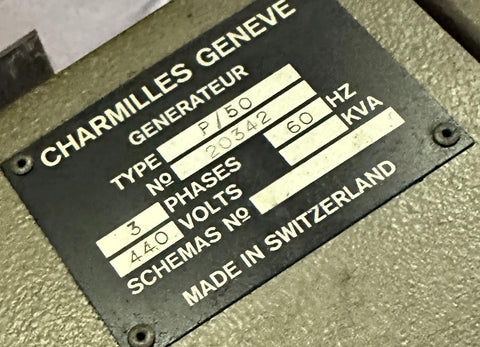 CHARMILLES GENEVE
GENERATEUR
TYPE P/50
Nº 20342
3 PHASES 60 HZ
440 VOLTS KVA
SCHEMAS Nº
MADE IN SWITZERLAND